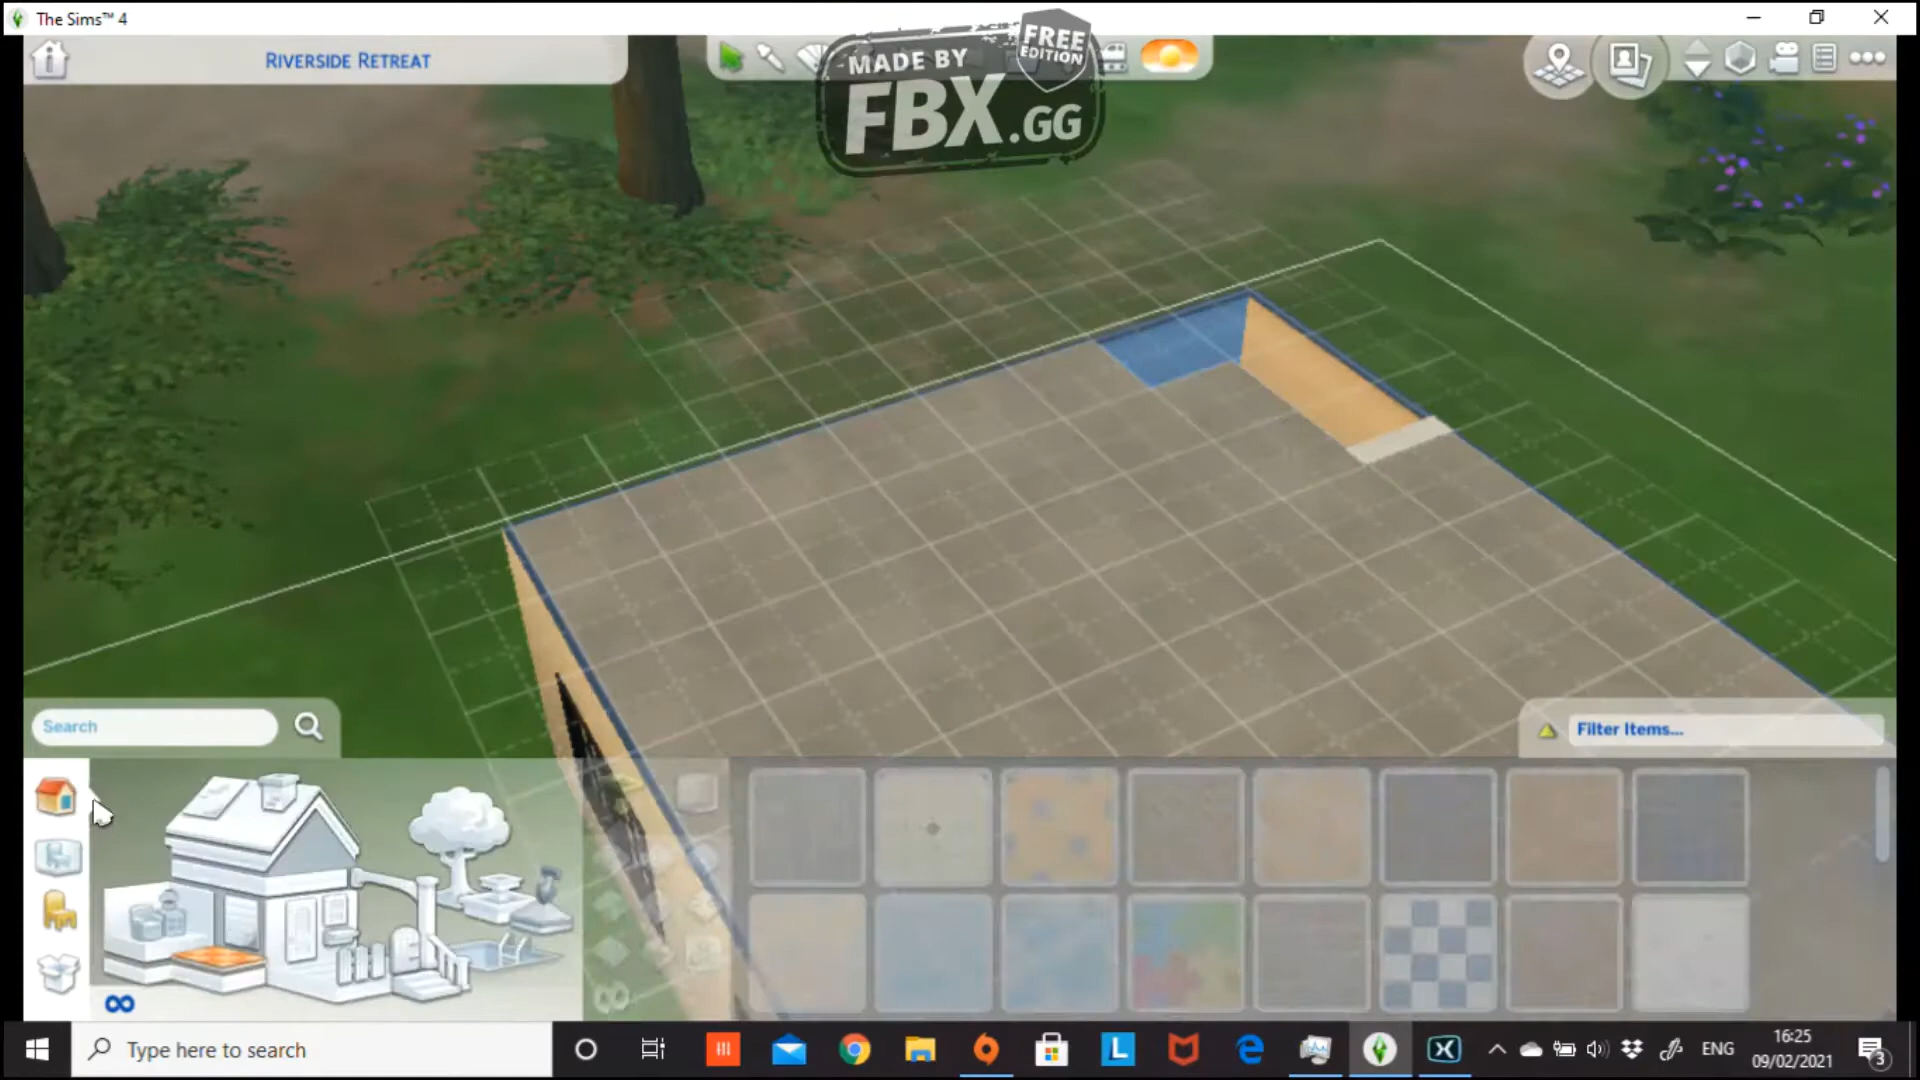 The Sims™ 4
RIVERSIDE RETREAT
MADE BY
FREE
EDITION
FBX.GG
Search
Filter Items...
Type here to search
L
ENG
16:25
09/02/2021
3